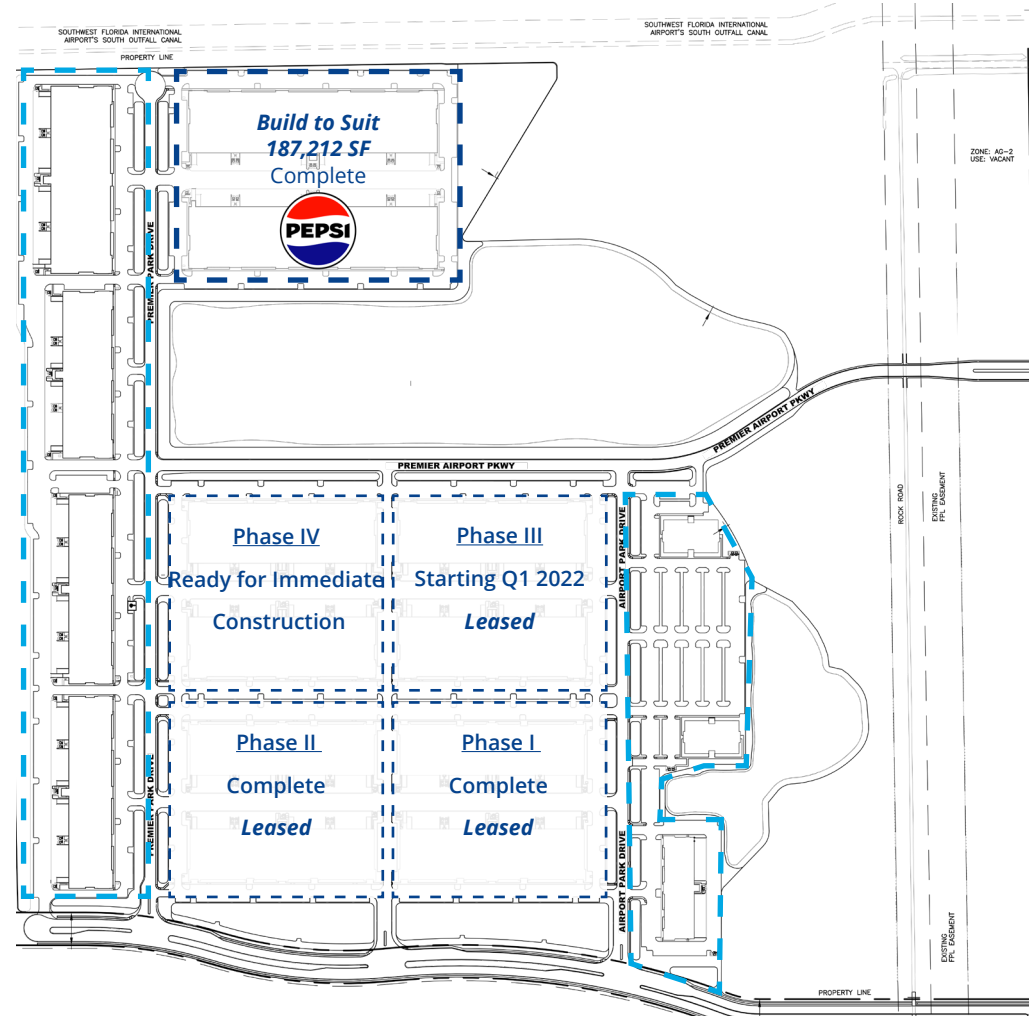 SOUTHWEST FLORIDA INTERNATIONAL
AIRPORT'S SOUTH OUTFALL CANAL
SOUTHWEST FLORIDA INTERNATIONAL
AIRPORT'S SOUTH OUTFALL CANAL
PROPERTY LINE
Build to Suit
187,212 SF
Complete
PEPSI
ZONE: AG-2
USE: VACANT
PREMIER PARK DRIVE
PREMIER AIRPORT PKWY
PREMIER AIRPORT PKWY
ROCK ROAD
EXISTING
FPL EASEMENT
Phase IV
Ready for Immediate
Construction
Phase III
Starting Q1 2022
Leased
AIRPORT PARK DRIVE
Phase II
Complete
Leased
Phase I
Complete
Leased
PREMIER PARK DRIVE
AIRPORT PARK DRIVE
EXISTING
FPL EASEMENT
PROPERTY LINE